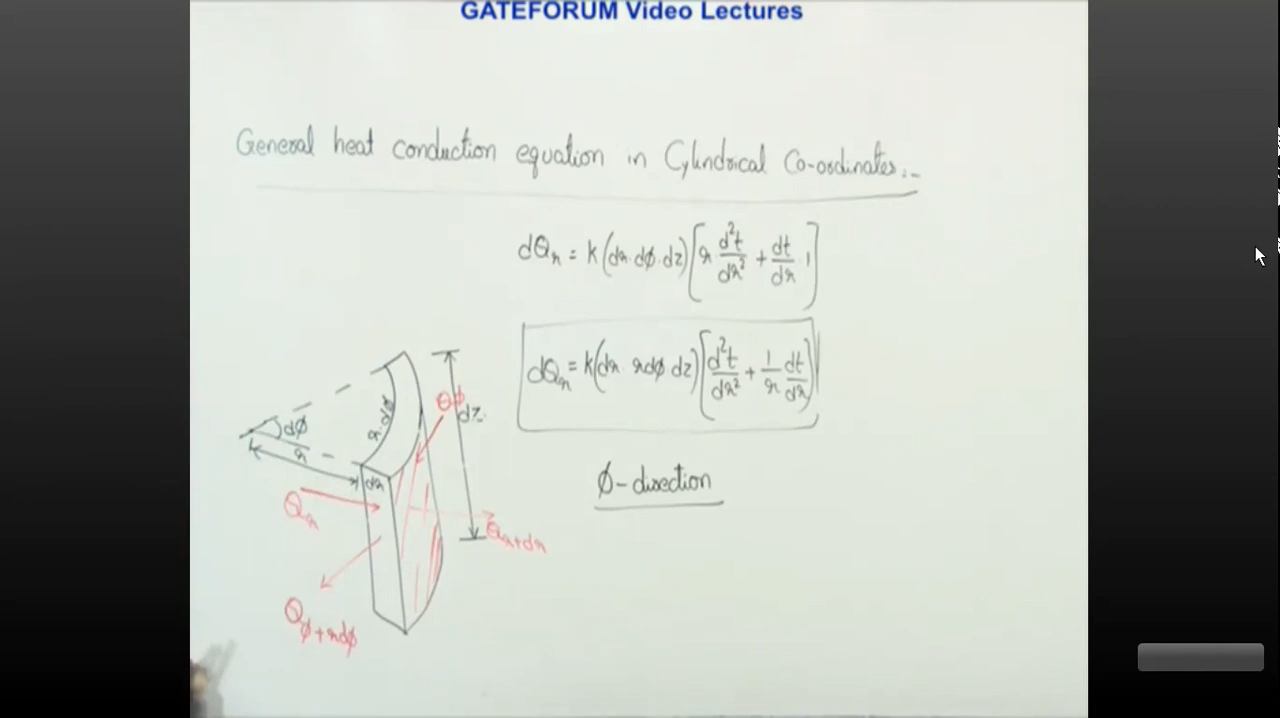 GATEFORUM Video Lectures
General heat conduction equation in Cylindrical Co-ordinates:-
dQr = k(dr.dϕ.dz)[r d²t/dr² + dt/dr .1]
dQr = k(dr rdϕ dz)[d²t/dr² + 1/r dt/dr]
ϕ-direction
dϕ
r
r.dϕ
dr
dz
Qϕ
Qr
Qr+dr
Qϕ+rdϕ